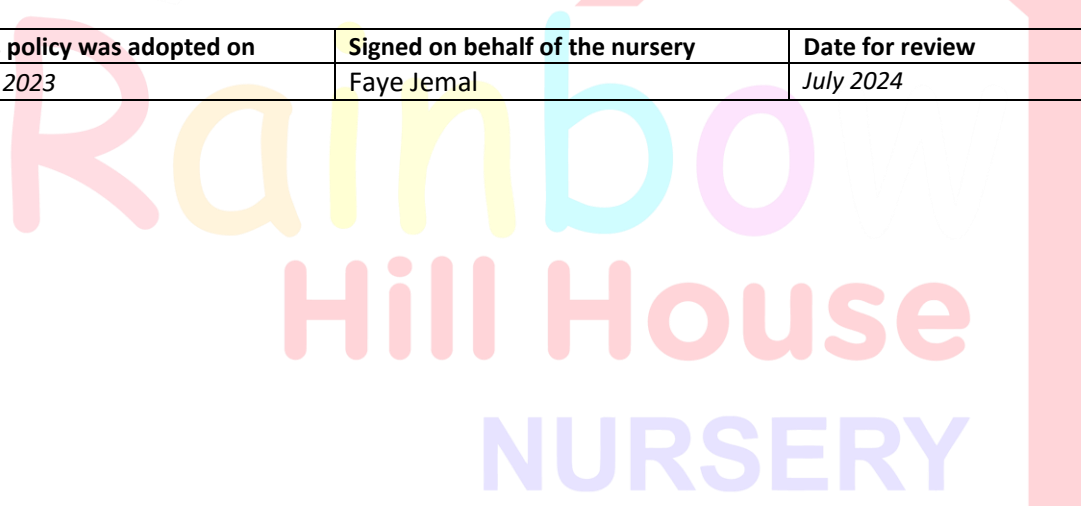 policy was adopted on Signed on behalf of the nursery Date for review
2023 Faye Jemal July 2024
Rainbo
Hill House
NURSERY